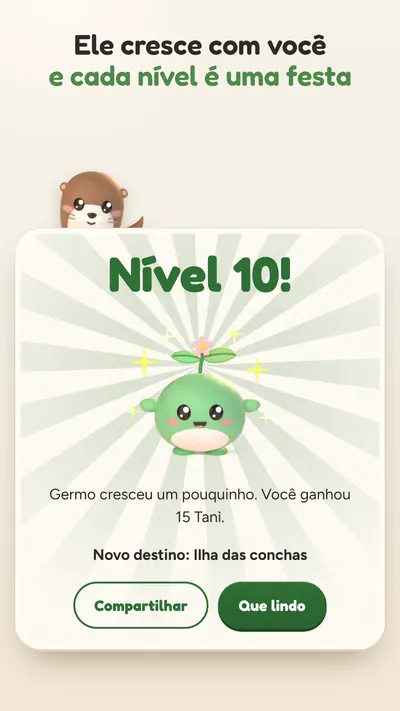 Ele cresce com você
e cada nível é uma festa
Nível 10!
Germo cresceu um pouquinho. Você ganhou
15 Tanì.
Novo destino: Ilha das conchas
Compartilhar
Que lindo